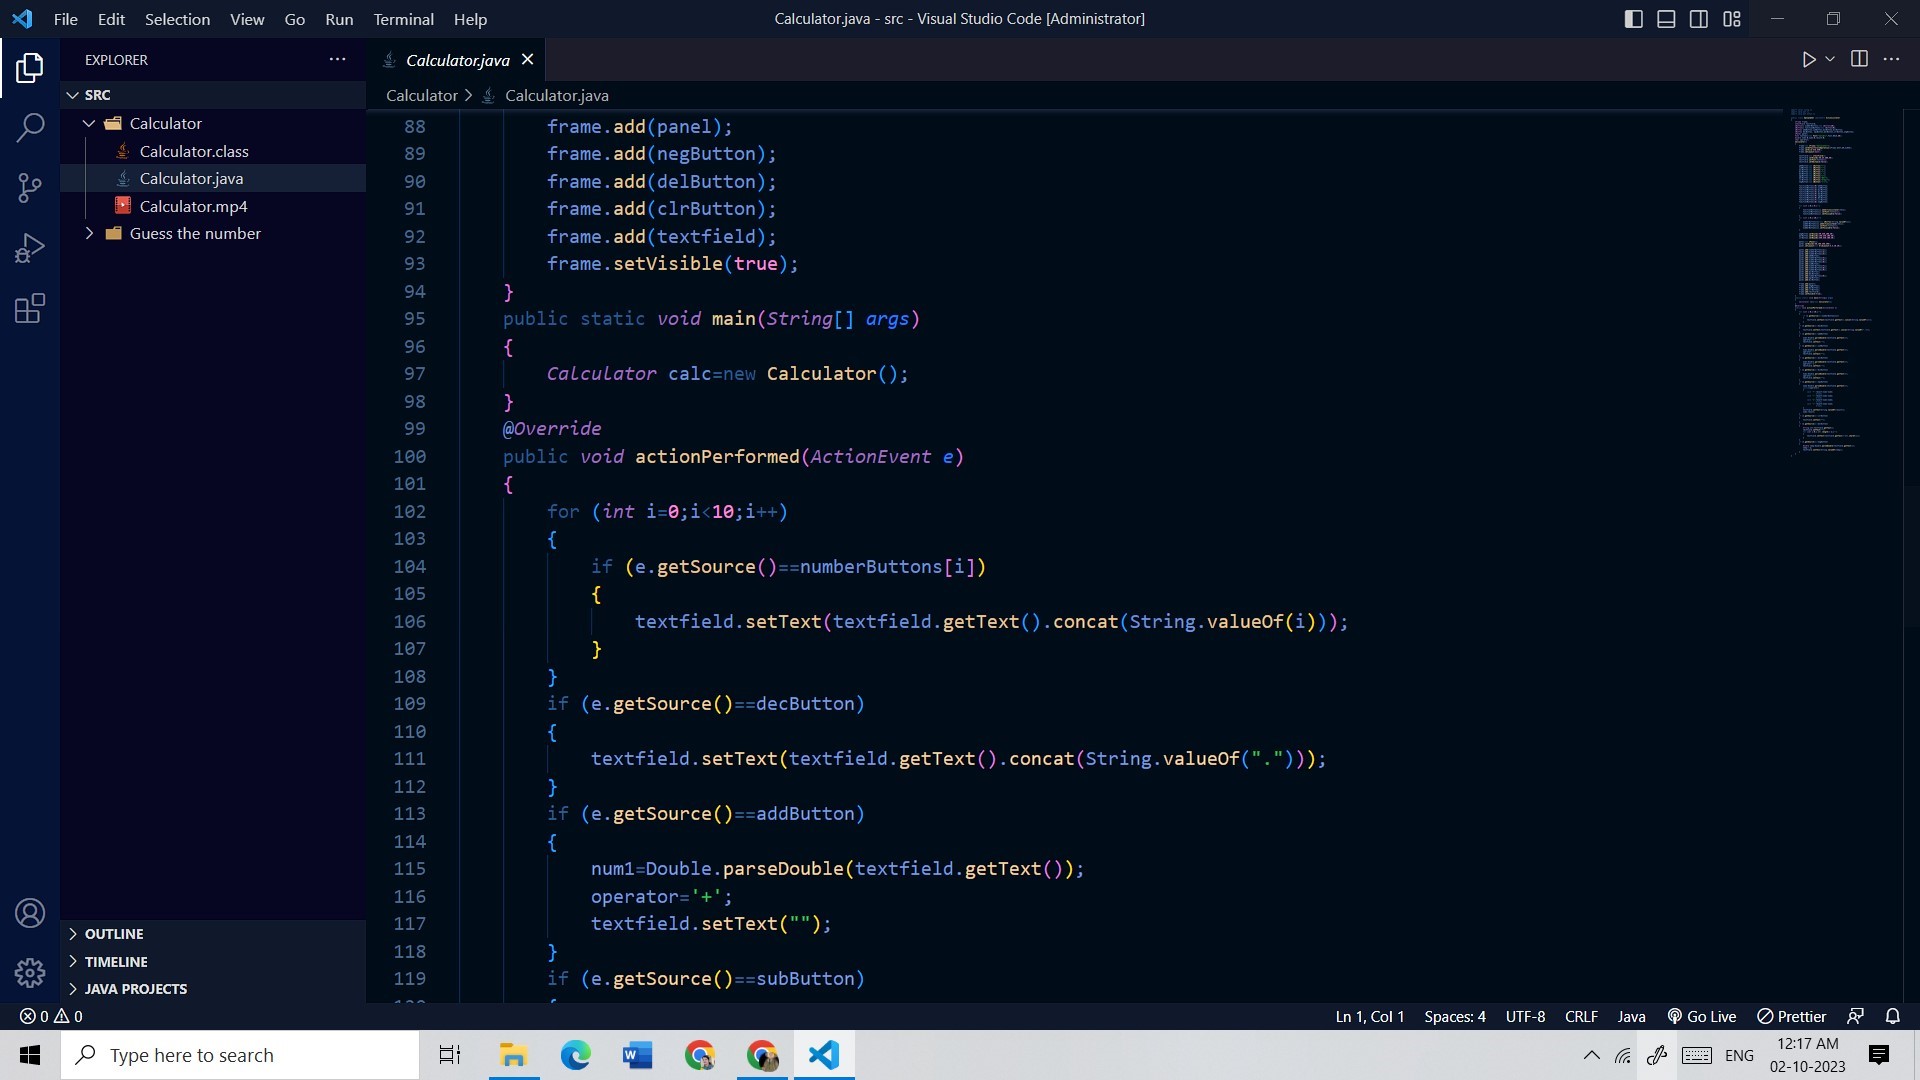 File Edit Selection View Go Run Terminal Help
Calculator.java - src - Visual Studio Code [Administrator]
EXPLORER
SRC
Calculator
Calculator.class
Calculator.java
Calculator.mp4
Guess the number
OUTLINE
TIMELINE
JAVA PROJECTS
Calculator.java
Calculator > Calculator.java
88 frame.add(panel);
89 frame.add(negButton);
90 frame.add(delButton);
91 frame.add(clrButton);
92 frame.add(textfield);
93 frame.setVisible(true);
94 }
95 public static void main(String[] args)
96 {
97 Calculator calc=new Calculator();
98 }
99 @Override
100 public void actionPerformed(ActionEvent e)
101 {
102 for (int i=0;i<10;i++)
103 {
104 if (e.getSource()==numberButtons[i])
105 {
106 textfield.setText(textfield.getText().concat(String.valueOf(i)));
107 }
108 }
109 if (e.getSource()==decButton)
110 {
111 textfield.setText(textfield.getText().concat(String.valueOf(".")));
112 }
113 if (e.getSource()==addButton)
114 {
115 num1=Double.parseDouble(textfield.getText());
116 operator='+';
117 textfield.setText("");
118 }
119 if (e.getSource()==subButton)
0 0
Ln 1, Col 1 Spaces: 4 UTF-8 CRLF Java Go Live Prettier
Type here to search
ENG
12:17 AM
02-10-2023